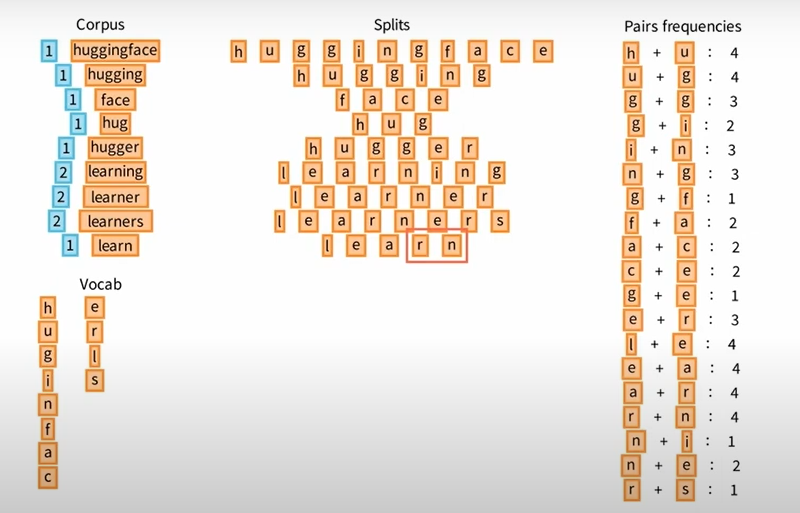 Corpus
1 huggingface
1 hugging
1 face
1 hug
1 hugger
2 learning
2 learner
2 learners
1 learn
Vocab
h e
u r
g l
i s
n
f
a
c
Splits
h u g g i n g f a c e
h u g g i n g
f a c e
h u g
h u g g e r
l e a r n i n g
l e a r n e r
l e a r n e r s
l e a r n
Pairs frequencies
h + u : 4
u + g : 4
g + g : 3
g + i : 2
i + n : 3
n + g : 3
g + f : 1
f + a : 2
a + c : 2
c + e : 2
g + e : 1
e + r : 3
l + e : 4
e + a : 4
a + r : 4
r + n : 4
n + i : 1
n + e : 2
r + s : 1